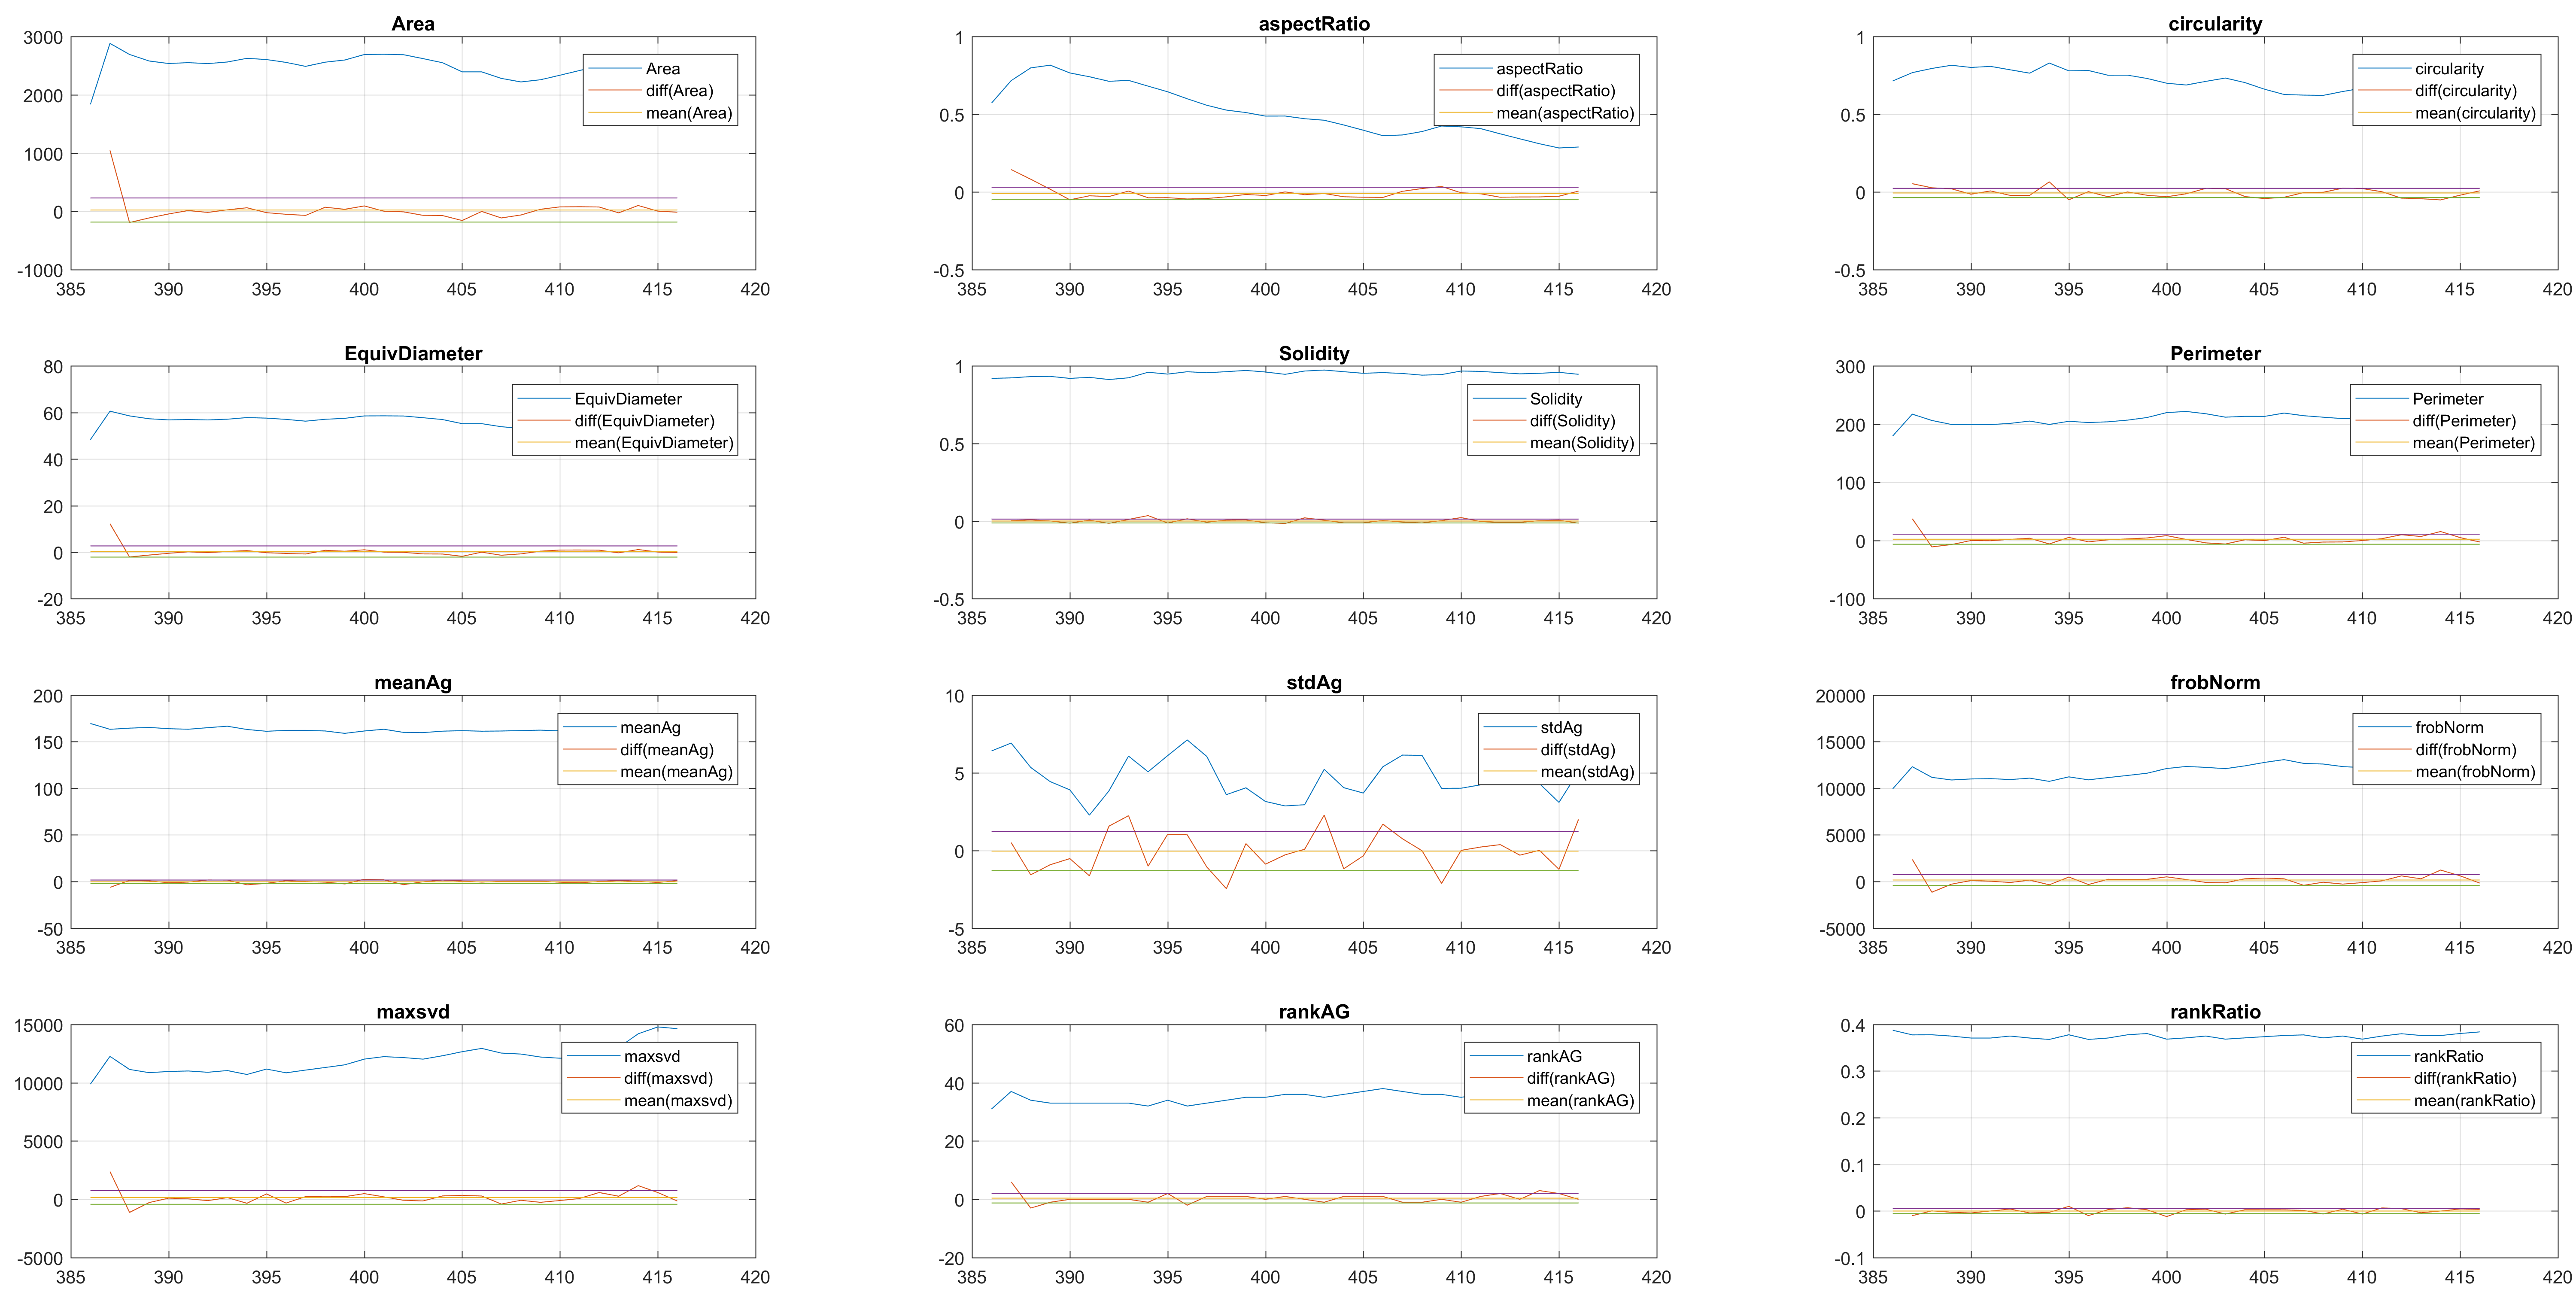 Area
3000
2000
1000
0
-1000
385 390 395 400 405 410 415 420
Area
diff(Area)
mean(Area)
aspectRatio
1
0.5
0
-0.5
385 390 395 400 405 410 415 420
aspectRatio
diff(aspectRatio)
mean(aspectRatio)
circularity
1
0.5
0
-0.5
385 390 395 400 405 410 415 420
circularity
diff(circularity)
mean(circularity)
EquivDiameter
80
60
40
20
0
-20
385 390 395 400 405 410 415 420
EquivDiameter
diff(EquivDiameter)
mean(EquivDiameter)
Solidity
1
0.5
0
-0.5
385 390 395 400 405 410 415 420
Solidity
diff(Solidity)
mean(Solidity)
Perimeter
300
200
100
0
-100
385 390 395 400 405 410 415 420
Perimeter
diff(Perimeter)
mean(Perimeter)
meanAg
200
150
100
50
0
-50
385 390 395 400 405 410 415 420
meanAg
diff(meanAg)
mean(meanAg)
stdAg
10
5
0
-5
385 390 395 400 405 410 415 420
stdAg
diff(stdAg)
mean(stdAg)
frobNorm
20000
15000
10000
5000
0
-5000
385 390 395 400 405 410 415 420
frobNorm
diff(frobNorm)
mean(frobNorm)
maxsvd
15000
10000
5000
0
-5000
385 390 395 400 405 410 415 420
maxsvd
diff(maxsvd)
mean(maxsvd)
rankAG
60
40
20
0
-20
385 390 395 400 405 410 415 420
rankAG
diff(rankAG)
mean(rankAG)
rankRatio
0.4
0.3
0.2
0.1
0
-0.1
385 390 395 400 405 410 415 420
rankRatio
diff(rankRatio)
mean(rankRatio)